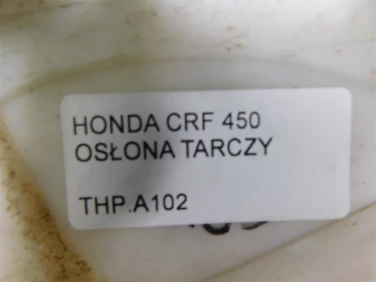 HONDA CRF 450
OSŁONA TARCZY
THP.A102